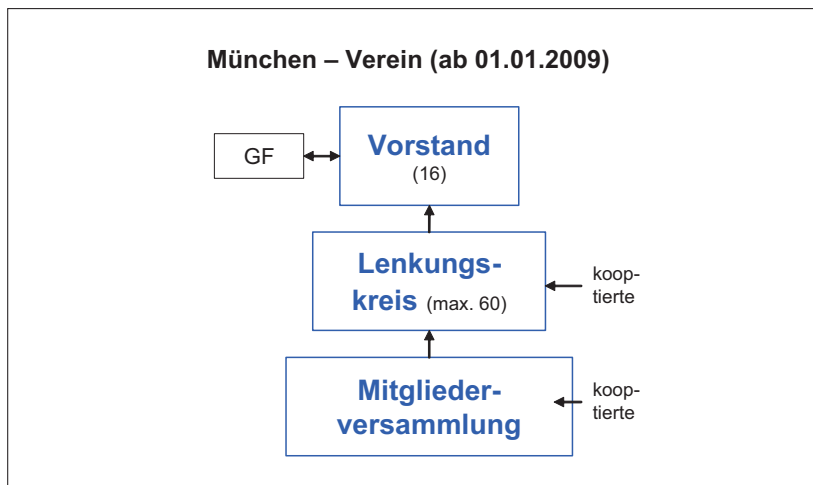 München – Verein (ab 01.01.2009)
GF
Vorstand
(16)
Lenkungs-
kreis (max. 60)
koop-
tierte
Mitglieder-
versammlung
koop-
tierte